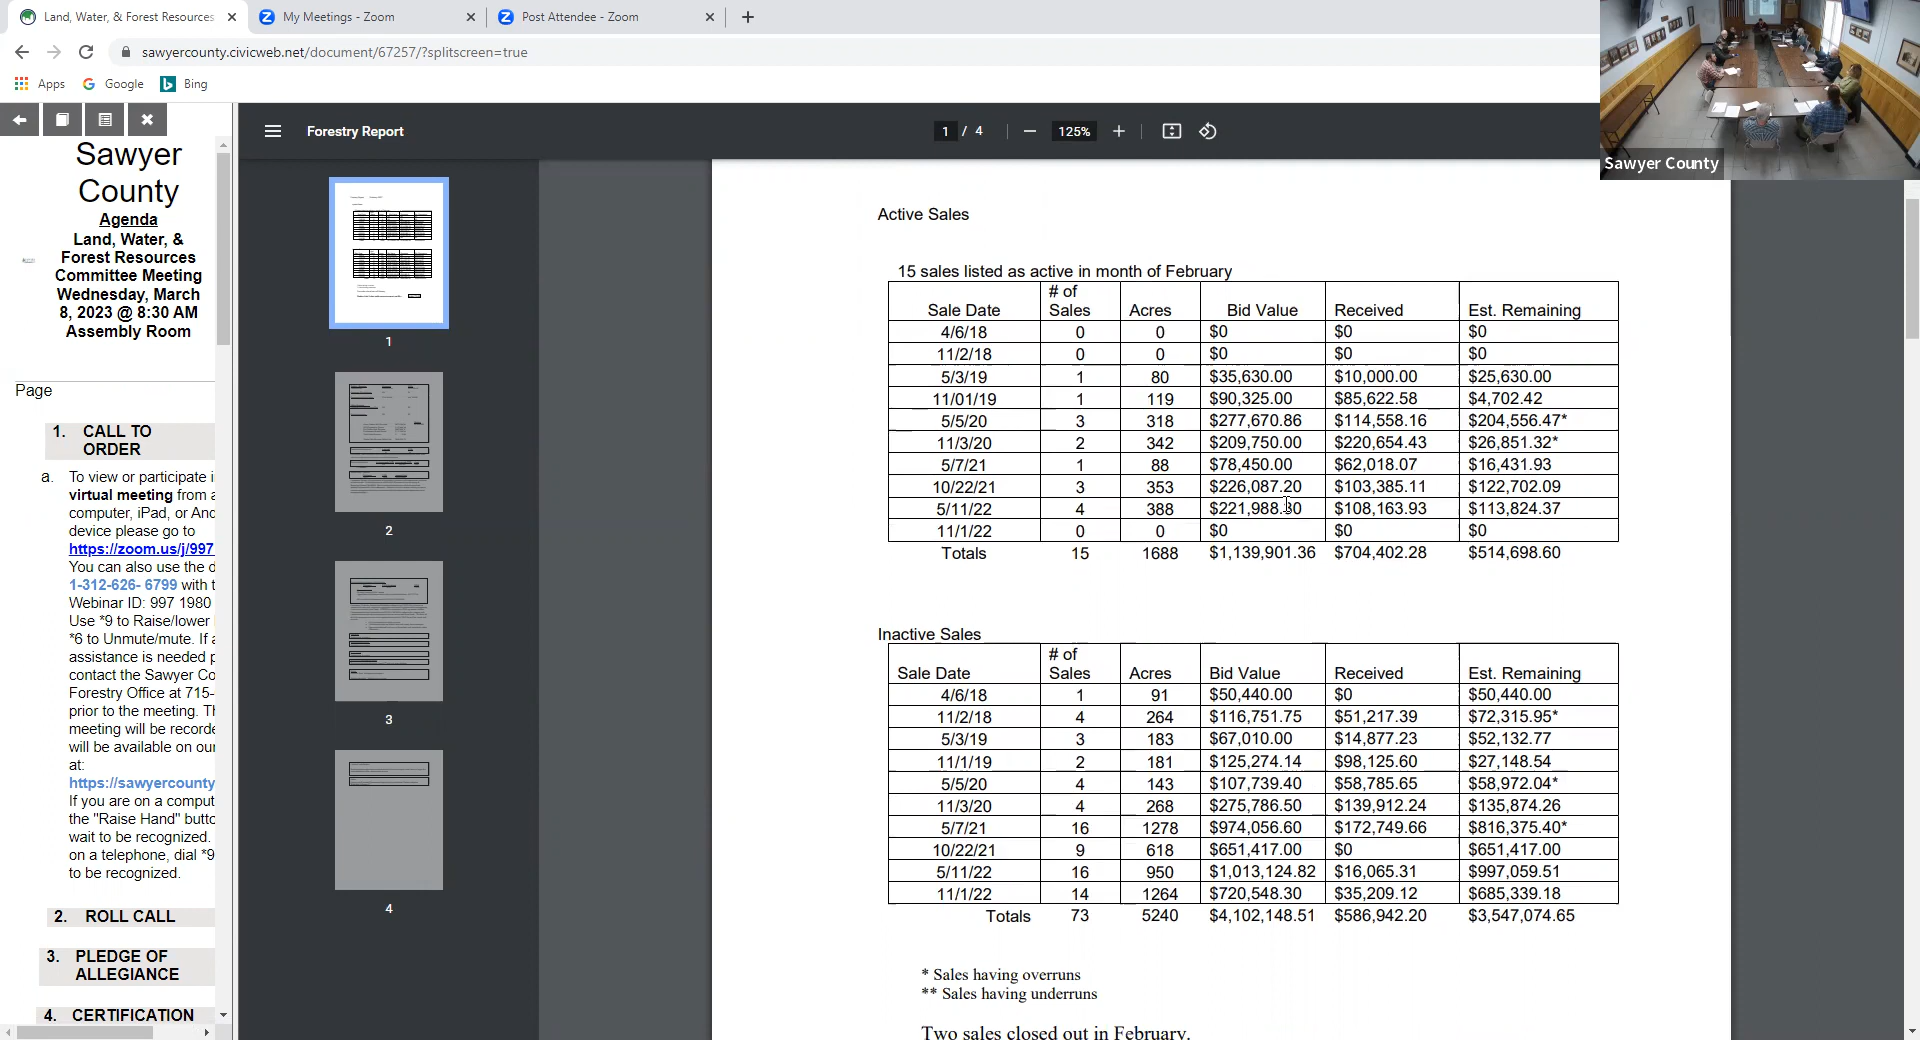 Land, Water, & Forest Resources
My Meetings - Zoom
Post Attendee - Zoom
sawyercounty.civicweb.net/document/67257/?splitscreen=true
Apps
Google
Bing
Sawyer County
Forestry Report
1 / 4
125%
Sawyer
County
Agenda
Land, Water, &
Forest Resources
Committee Meeting
Wednesday, March
8, 2023 @ 8:30 AM
Assembly Room
Page
1. CALL TO
ORDER
a. To view or participate i
virtual meeting from a
computer, iPad, or And
device please go to
https://zoom.us/j/997
You can also use the d
1-312-626- 6799 with t
Webinar ID: 997 1980
Use *9 to Raise/lower
*6 to Unmute/mute. If a
assistance is needed p
contact the Sawyer Co
Forestry Office at 715-
prior to the meeting. Th
meeting will be recorde
will be available on our
at:
https://sawyercounty
If you are on a comput
the "Raise Hand" butto
wait to be recognized.
on a telephone, dial *9
to be recognized.
2. ROLL CALL
3. PLEDGE OF
ALLEGIANCE
4. CERTIFICATION
1
2
3
4
Active Sales
15 sales listed as active in month of February
Sale Date # of Sales Acres Bid Value Received Est. Remaining
4/6/18 0 0 $0 $0 $0
11/2/18 0 0 $0 $0 $0
5/3/19 1 80 $35,630.00 $10,000.00 $25,630.00
11/01/19 1 119 $90,325.00 $85,622.58 $4,702.42
5/5/20 3 318 $277,670.86 $114,558.16 $204,556.47*
11/3/20 2 342 $209,750.00 $220,654.43 $26,851.32*
5/7/21 1 88 $78,450.00 $62,018.07 $16,431.93
10/22/21 3 353 $226,087.20 $103,385.11 $122,702.09
5/11/22 4 388 $221,988.30 $108,163.93 $113,824.37
11/1/22 0 0 $0 $0 $0
Totals 15 1688 $1,139,901.36 $704,402.28 $514,698.60
Inactive Sales
Sale Date # of Sales Acres Bid Value Received Est. Remaining
4/6/18 1 91 $50,440.00 $0 $50,440.00
11/2/18 4 264 $116,751.75 $51,217.39 $72,315.95*
5/3/19 3 183 $67,010.00 $14,877.23 $52,132.77
11/1/19 2 181 $125,274.14 $98,125.60 $27,148.54
5/5/20 4 143 $107,739.40 $58,785.65 $58,972.04*
11/3/20 4 268 $275,786.50 $139,912.24 $135,874.26
5/7/21 16 1278 $974,056.60 $172,749.66 $816,375.40*
10/22/21 9 618 $651,417.00 $0 $651,417.00
5/11/22 16 950 $1,013,124.82 $16,065.31 $997,059.51
11/1/22 14 1264 $720,548.30 $35,209.12 $685,339.18
Totals 73 5240 $4,102,148.51 $586,942.20 $3,547,074.65
* Sales having overruns
** Sales having underruns
Two sales closed out in February.